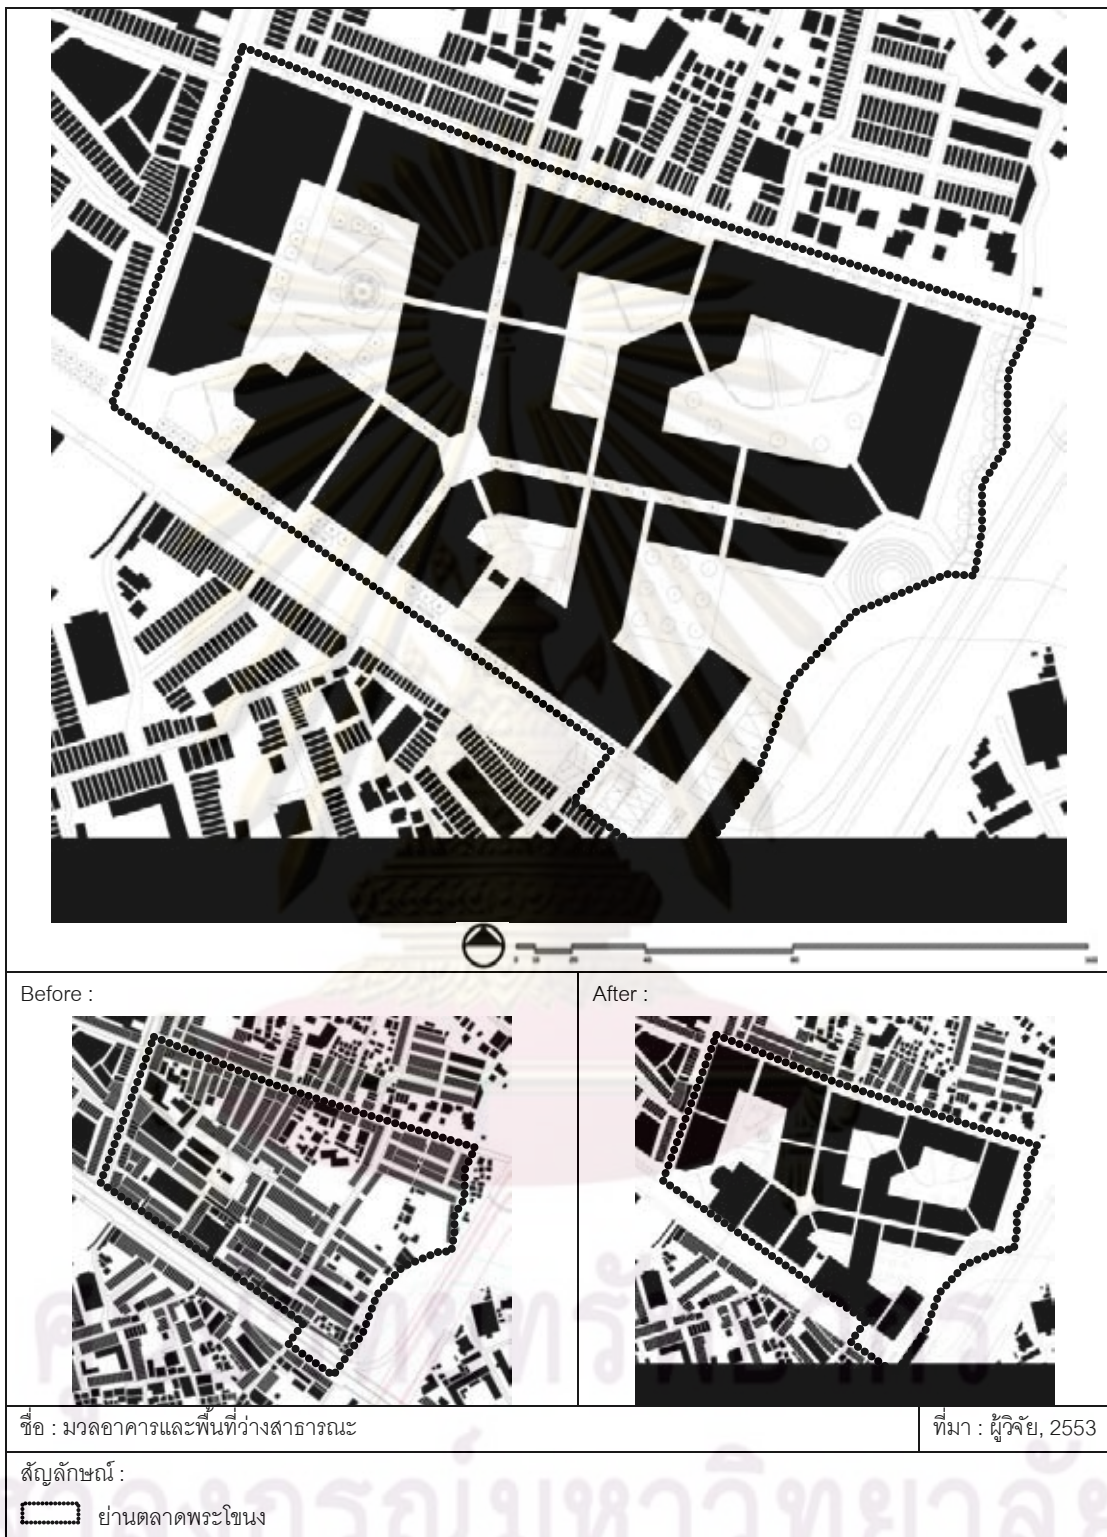 Before :
After :
ชื่อ : มวลอาคารและพื้นที่ว่างสาธารณะ
ที่มา : ผู้วิจัย, 2553
สัญลักษณ์ :
ย่านตลาดพระโขนง